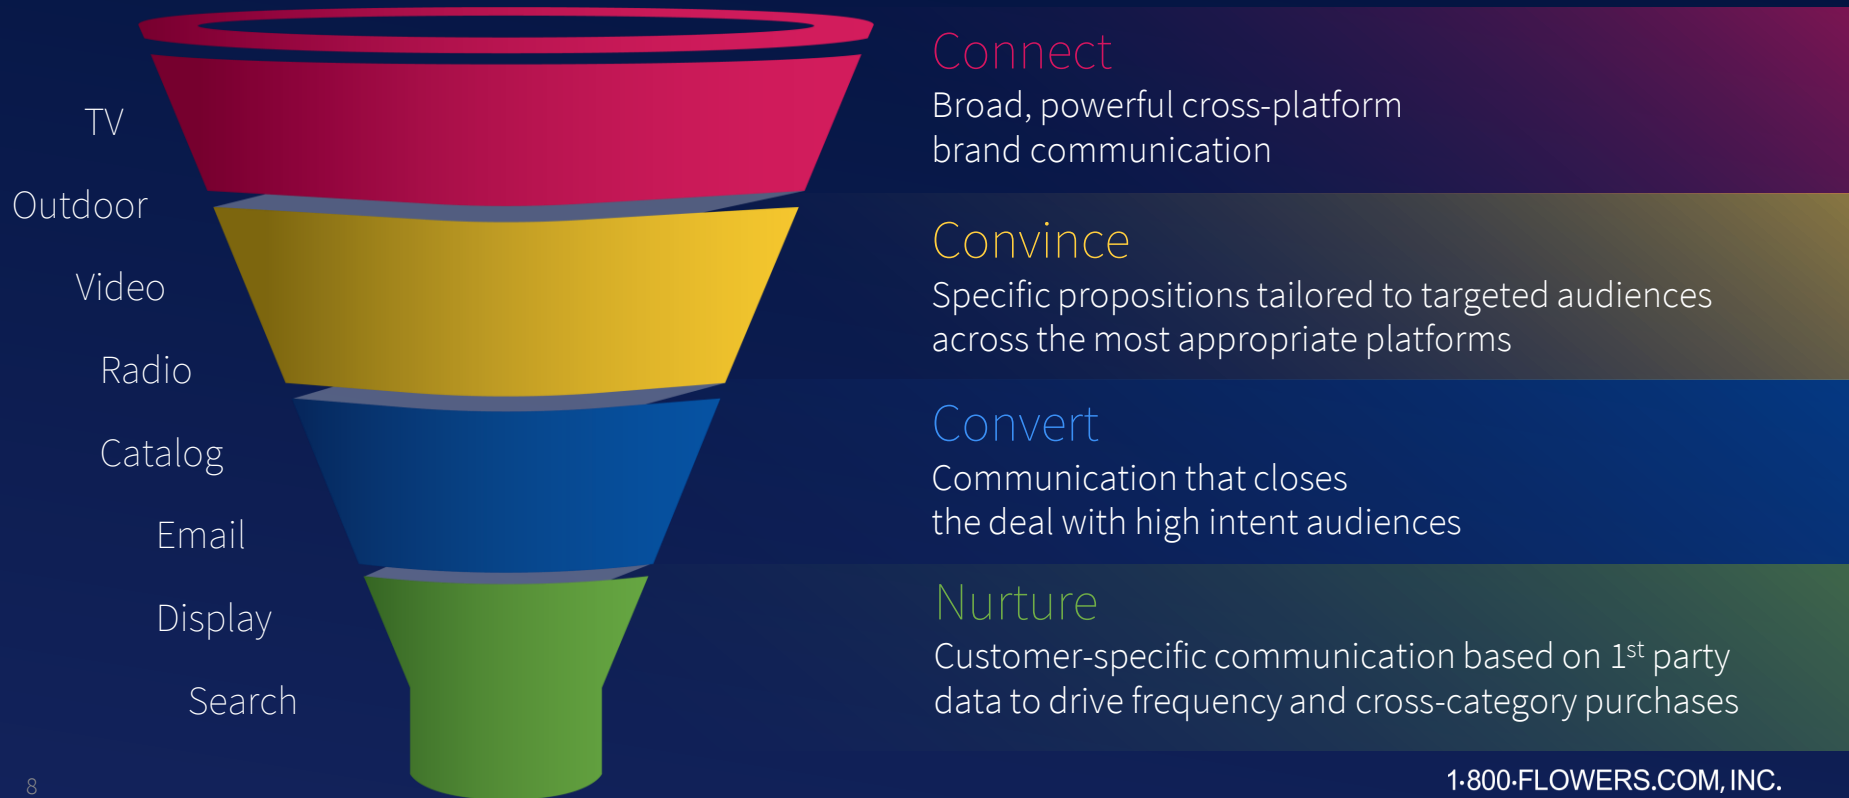 TV
Outdoor
Video
Radio
Catalog
Email
Display
Search
Connect
Broad, powerful cross-platform
brand communication
Convince
Specific propositions tailored to targeted audiences
across the most appropriate platforms
Convert
Communication that closes
the deal with high intent audiences
Nurture
Customer-specific communication based on 1st party
data to drive frequency and cross-category purchases
8
1·800·FLOWERS.COM, INC.